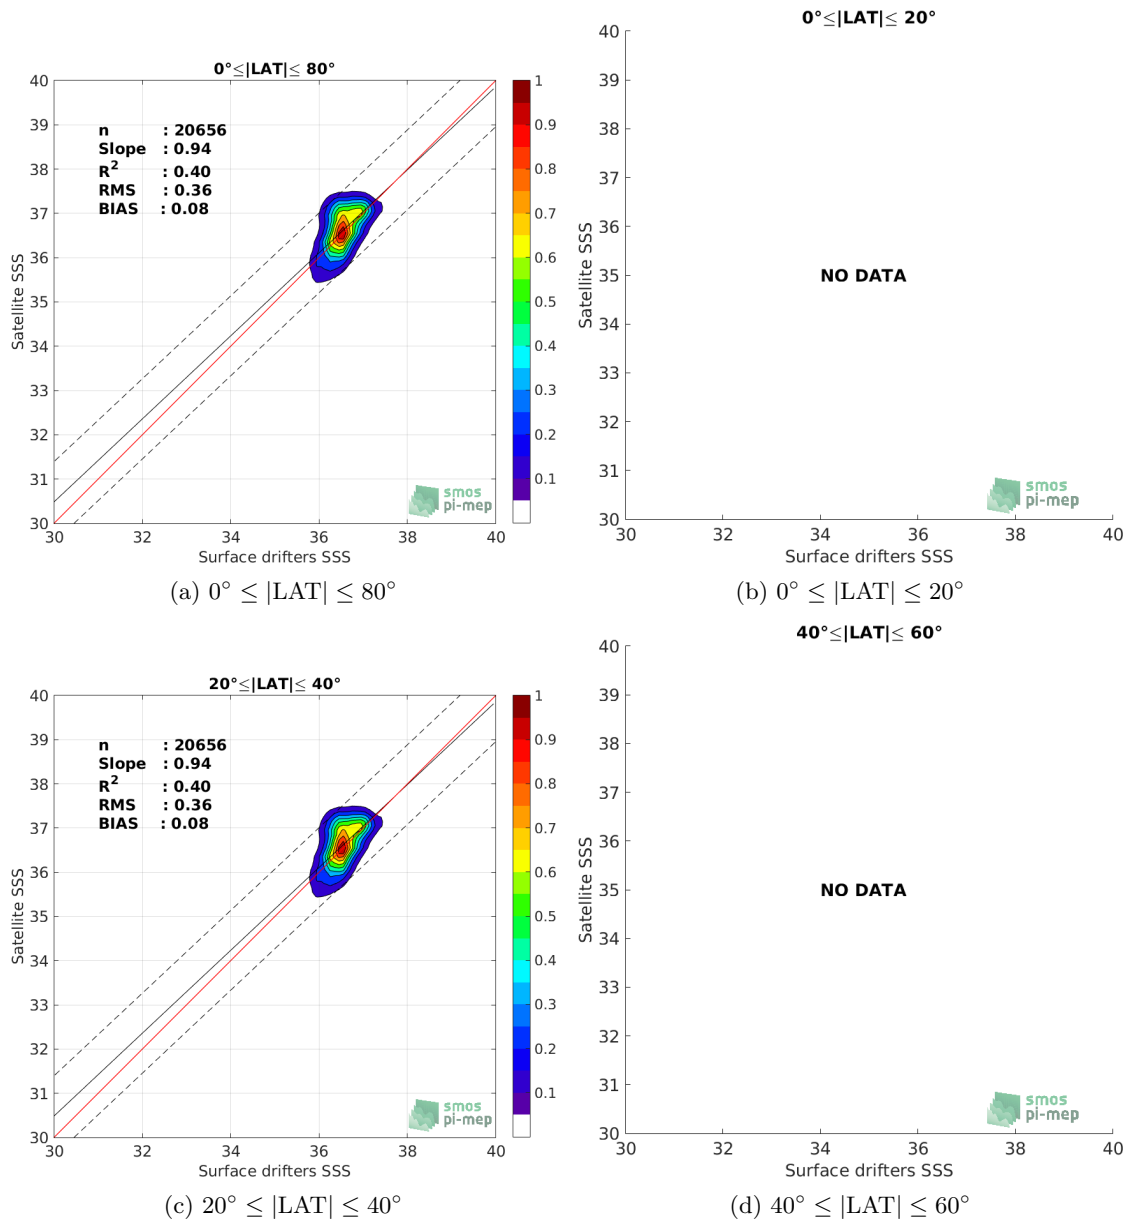 0°≤|LAT|≤ 80°
n : 20656
Slope : 0.94
R² : 0.40
RMS : 0.36
BIAS : 0.08
40
39
38
37
36
35
34
33
32
31
30
30 32 34 36 38 40
Satellite SSS
Surface drifters SSS
1
0.9
0.8
0.7
0.6
0.5
0.4
0.3
0.2
0.1
smos
pi-mep
(a) 0° ≤ |LAT| ≤ 80°
0°≤|LAT|≤ 20°
40
39
38
37
36
35
34
33
32
31
30
30 32 34 36 38 40
Satellite SSS
NO DATA
Surface drifters SSS
smos
pi-mep
(b) 0° ≤ |LAT| ≤ 20°
20°≤|LAT|≤ 40°
n : 20656
Slope : 0.94
R² : 0.40
RMS : 0.36
BIAS : 0.08
40
39
38
37
36
35
34
33
32
31
30
30 32 34 36 38 40
Satellite SSS
Surface drifters SSS
1
0.9
0.8
0.7
0.6
0.5
0.4
0.3
0.2
0.1
smos
pi-mep
(c) 20° ≤ |LAT| ≤ 40°
40°≤|LAT|≤ 60°
40
39
38
37
36
35
34
33
32
31
30
30 32 34 36 38 40
Satellite SSS
NO DATA
Surface drifters SSS
smos
pi-mep
(d) 40° ≤ |LAT| ≤ 60°